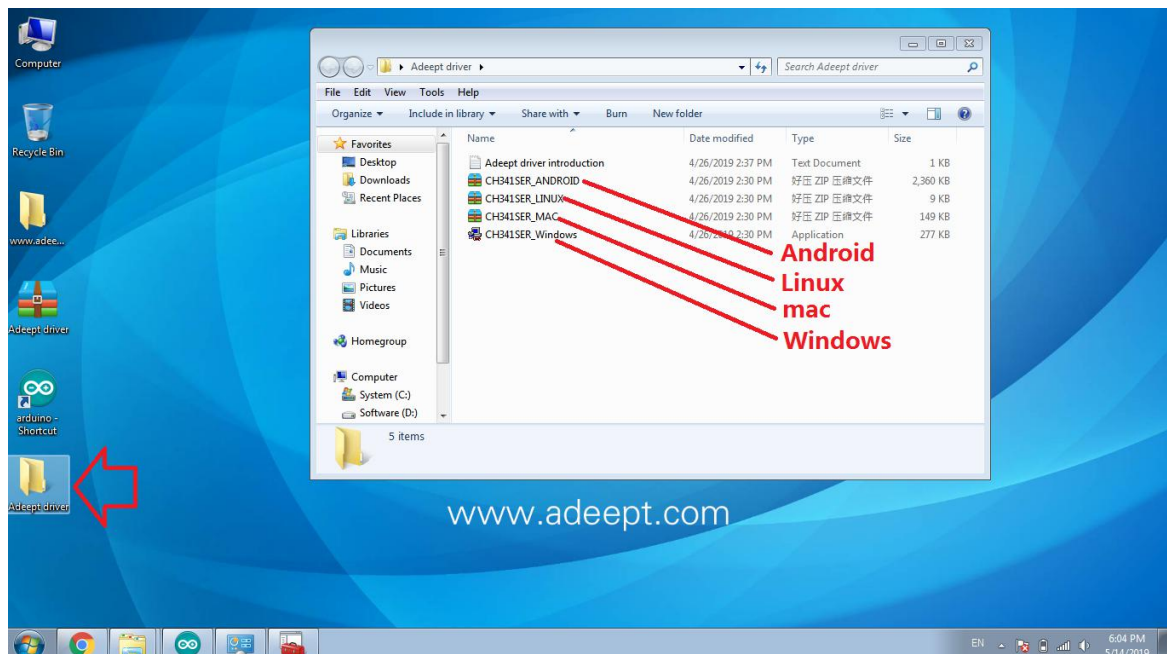 Computer
Recycle Bin
www.adee...
Adeept driver
arduino -
Shortcut
Adeept driver
Adeept driver
Search Adeept driver
File Edit View Tools Help
Organize Include in library Share with Burn New folder
Favorites
Desktop
Downloads
Recent Places
Libraries
Documents
Music
Pictures
Videos
Homegroup
Computer
System (C:)
Software (D:)
Name Date modified Type Size
Adeept driver introduction 4/26/2019 2:37 PM Text Document 1 KB
CH341SER_ANDROID 4/26/2019 2:30 PM 好压 ZIP 压缩文件 2,360 KB
CH341SER_LINUX 4/26/2019 2:30 PM 好压 ZIP 压缩文件 9 KB
CH341SER_MAC 4/26/2019 2:30 PM 好压 ZIP 压缩文件 149 KB
CH341SER_Windows 4/26/2019 2:30 PM Application 277 KB
Android
Linux
mac
Windows
5 items
www.adeept.com
EN
6:04 PM
5/14/2019